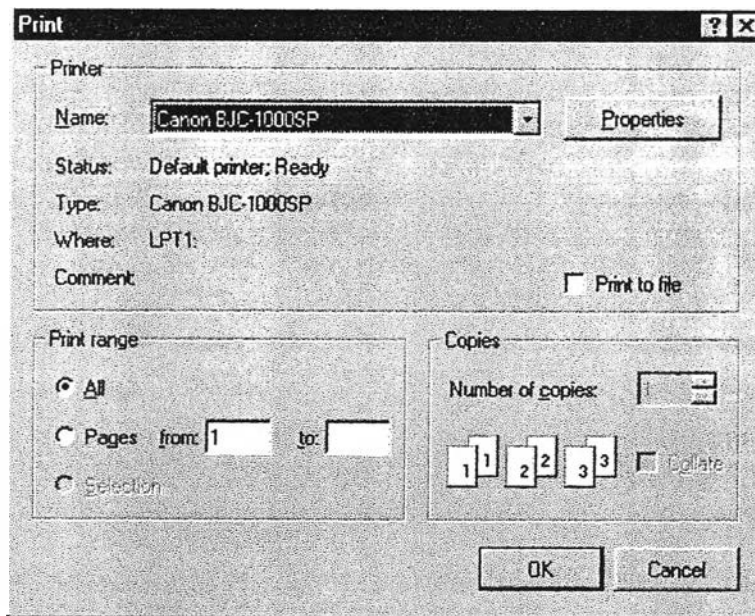 Print
Printer
Name: Canon BJC-1000SP Properties
Status: Default printer; Ready
Type: Canon BJC-1000SP
Where: LPT1:
Comment:
Print to file
Print range
All
Pages from: 1 to:
Selection
Copies
Number of copies: 1
1 1 2 2 3 3 Collate
OK Cancel